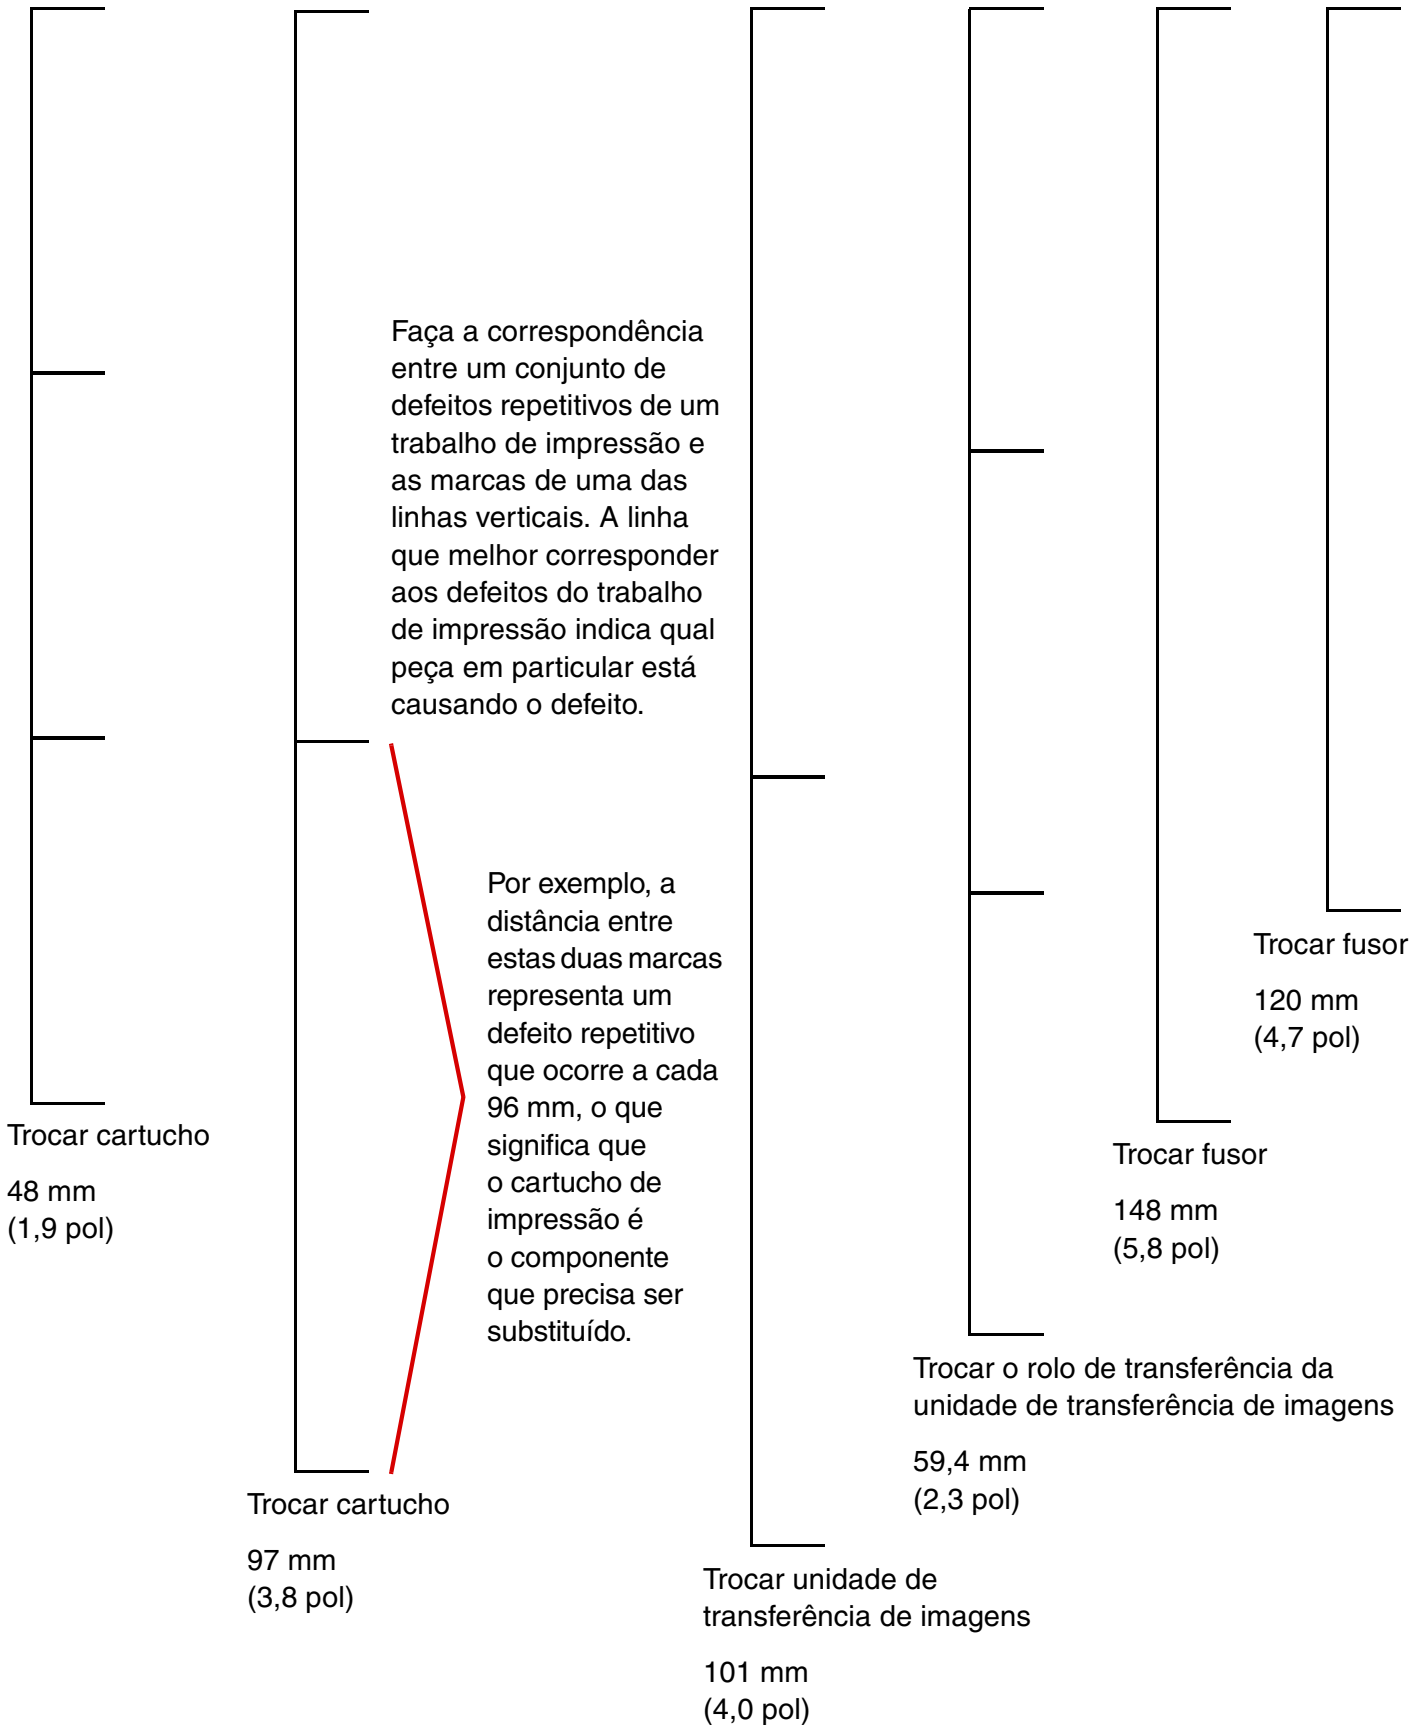 Faça a correspondência
entre um conjunto de
defeitos repetitivos de um
trabalho de impressão e
as marcas de uma das
linhas verticais. A linha
que melhor corresponder
aos defeitos do trabalho
de impressão indica qual
peça em particular está
causando o defeito.
Por exemplo, a
distância entre
estas duas marcas
representa um
defeito repetitivo
que ocorre a cada
96 mm, o que
significa que
o cartucho de
impressão é
o componente
que precisa ser
substituído.
Trocar cartucho
48 mm
(1,9 pol)
Trocar cartucho
97 mm
(3,8 pol)
Trocar unidade de
transferência de imagens
101 mm
(4,0 pol)
Trocar o rolo de transferência da
unidade de transferência de imagens
59,4 mm
(2,3 pol)
Trocar fusor
148 mm
(5,8 pol)
Trocar fusor
120 mm
(4,7 pol)